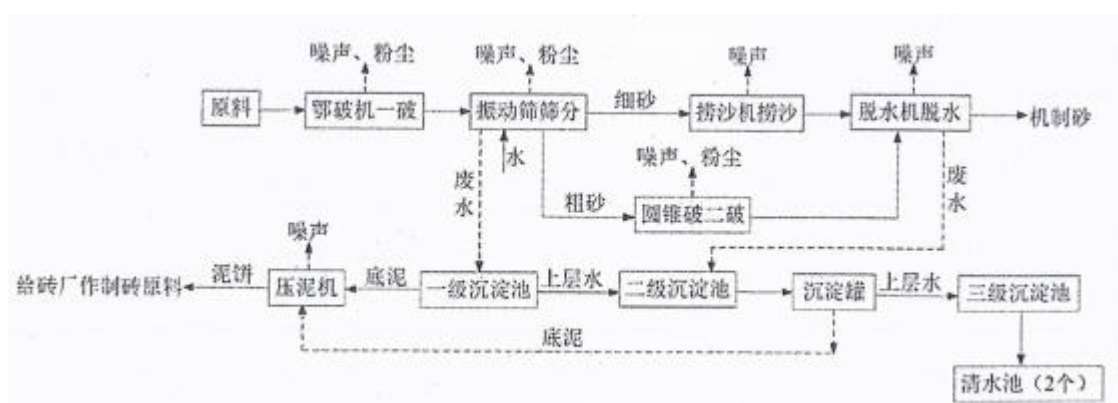 噪声、粉尘
噪声、粉尘
噪声
噪声
原料
鄂破机一破
振动筛筛分
细砂
捞沙机捞沙
脱水机脱水
机制砂
水
噪声、粉尘
废水
粗砂
圆锥破二破
废水
噪声
给砖厂作制砖原料
泥饼
压泥机
底泥
一级沉淀池
上层水
二级沉淀池
沉淀罐
上层水
三级沉淀池
底泥
清水池（2个）